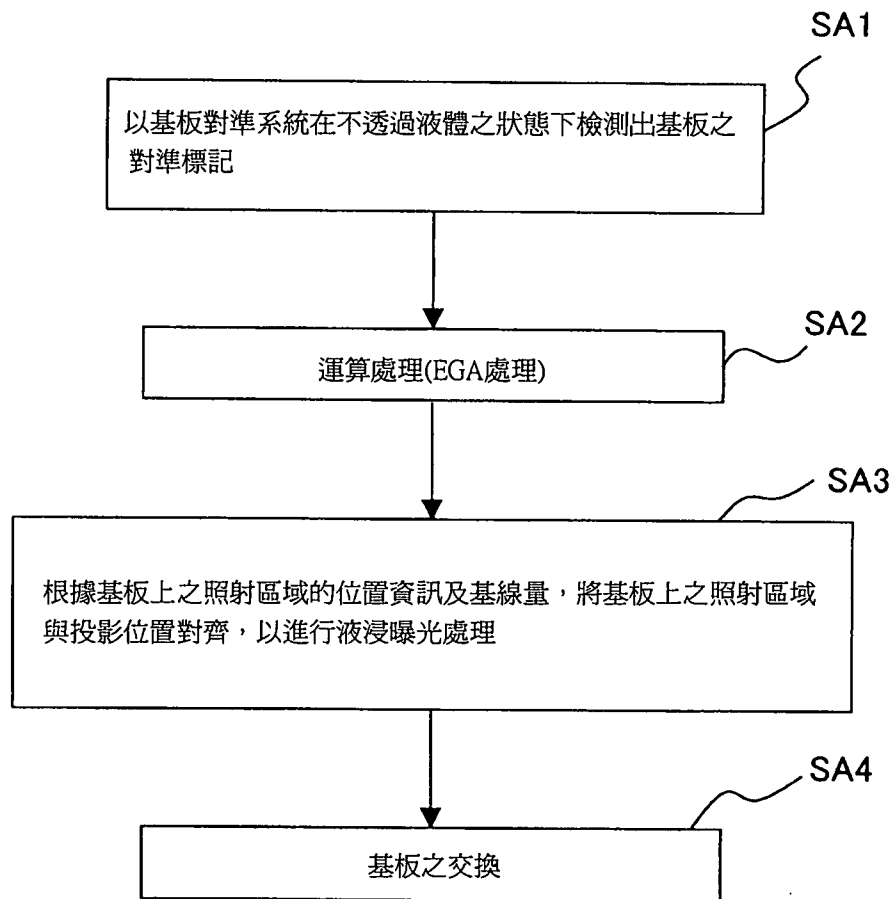 SA1
以基板對準系統在不透過液體之狀態下檢測出基板之
對準標記
SA2
運算處理(EGA處理)
SA3
根據基板上之照射區域的位置資訊及基線量，將基板上之照射區域
與投影位置對齊，以進行液浸曝光處理
SA4
基板之交換